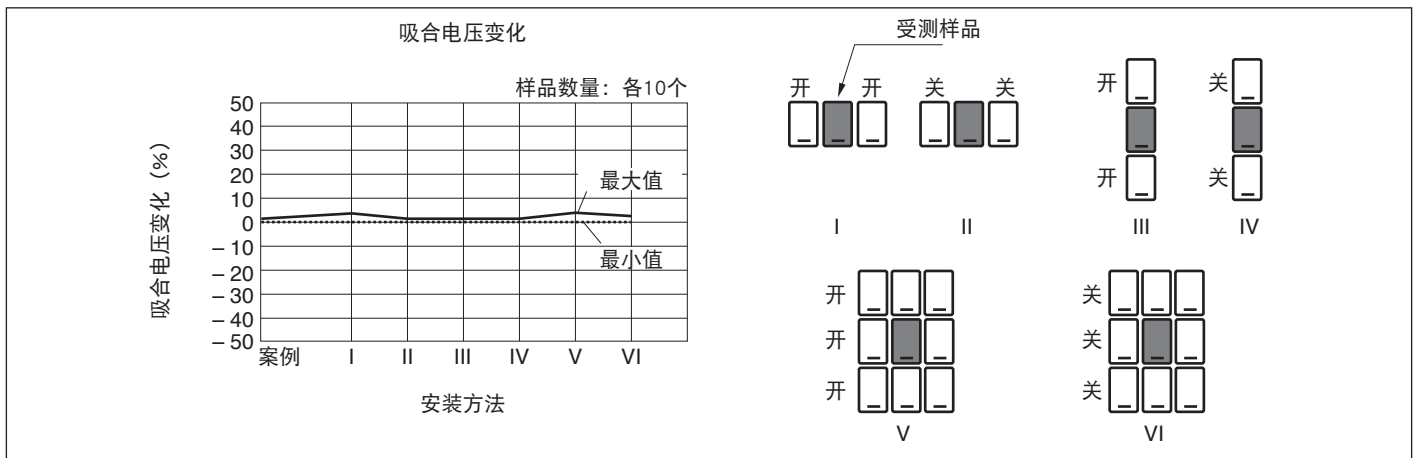 吸合电压变化
样品数量：各10个
吸合电压变化（%）
50
40
30
20
10
0
－10
－20
－30
－40
－50
最大值
最小值
案例 I II III IV V VI
安装方法
受测样品
开 开 关 关
I II
开 关
开 关
III IV
开
开
开
V
关
关
关
VI